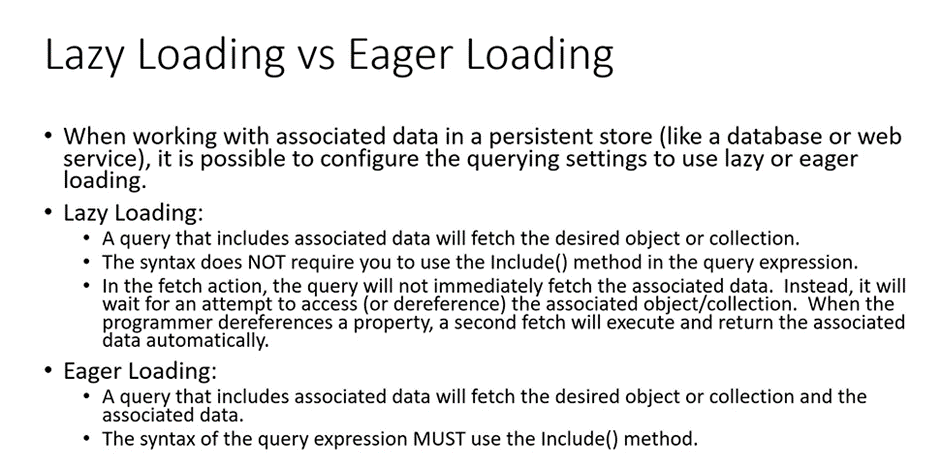 Lazy Loading vs Eager Loading
• When working with associated data in a persistent store (like a database or web
service), it is possible to configure the querying settings to use lazy or eager
loading.
• Lazy Loading:
• A query that includes associated data will fetch the desired object or collection.
• The syntax does NOT require you to use the Include() method in the query expression.
• In the fetch action, the query will not immediately fetch the associated data.  Instead, it will
wait for an attempt to access (or dereference) the associated object/collection.  When the
programmer dereferences a property, a second fetch will execute and return the associated
data automatically.
• Eager Loading:
• A query that includes associated data will fetch the desired object or collection and the
associated data.
• The syntax of the query expression MUST use the Include() method.